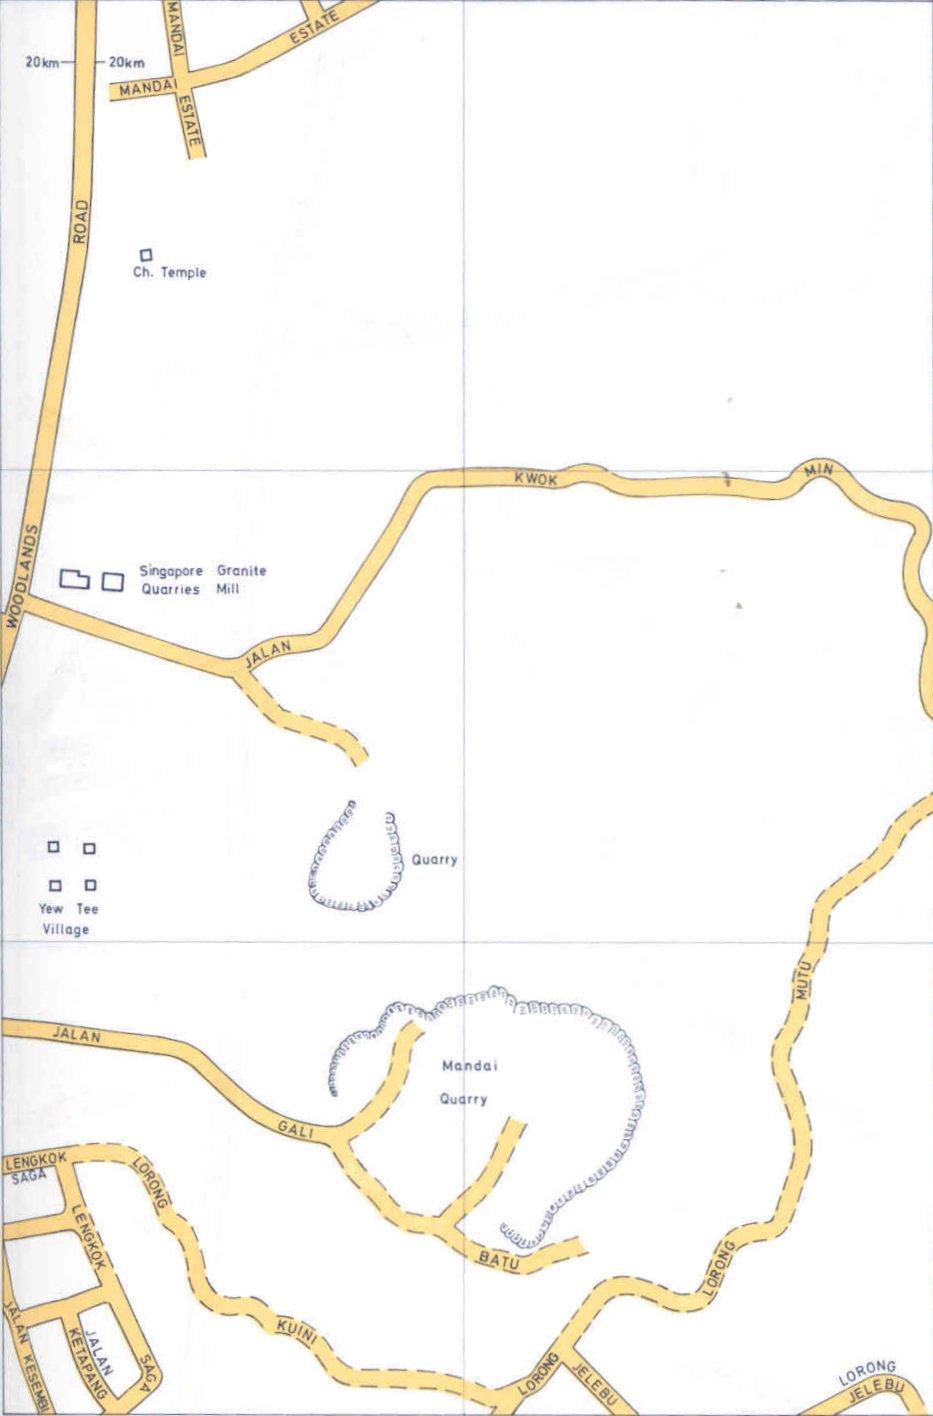 MANDAI
ESTATE
20km
20km
MANDAI
ESTATE
ROAD
Ch. Temple
KWOK
MIN
WOODLANDS
Singapore Granite
Quarries Mill
JALAN
Quarry
Yew Tee
Village
MUTU
JALAN
Mandai
Quarry
GALI
LENGKOK
SAGA
LORONG
LENGKOK
BATU
LORONG
KUINI
JALAN KESEMBI
JALAN
KETAPANG
SAGA
LORONG
JELEBU
LORONG
JELEBU